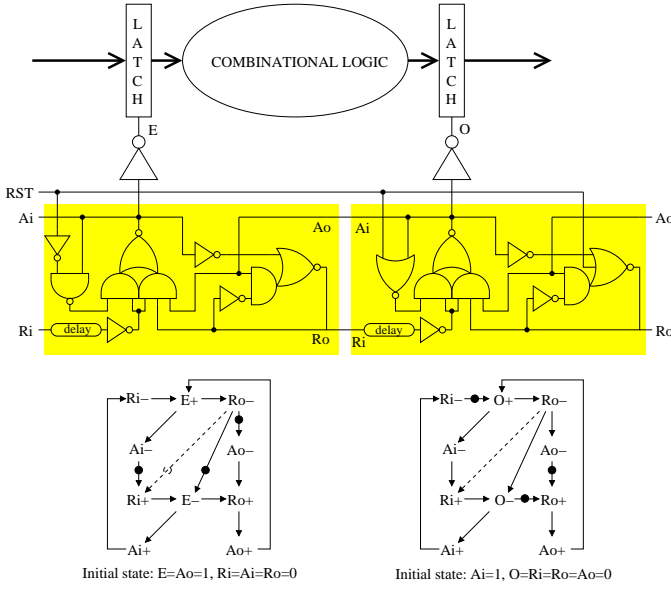 L A T C H
COMBINATIONAL LOGIC
L A T C H
E
O
RST
Ai
Ao
Ai
Ao
delay
delay
Ri
Ro
Ri
Ro
Ri− E+ Ro−
Ai− Ao−
Ri+ E− Ro+
Ai+ Ao+
Initial state: E=Ao=1, Ri=Ai=Ro=0
Ri− O+ Ro−
Ai− Ao−
Ri+ O− Ro+
Ai+ Ao+
Initial state: Ai=1, O=Ri=Ro=Ao=0